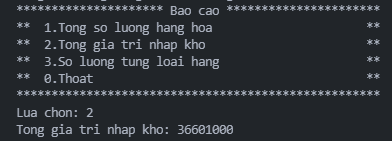 ********************* Bao cao **********************
**  1.Tong so luong hang hoa                      **
**  2.Tong gia tri nhap kho                       **
**  3.So luong tung loai hang                     **
**  0.Thoat                                       **
****************************************************
Lua chon: 2
Tong gia tri nhap kho: 36601000